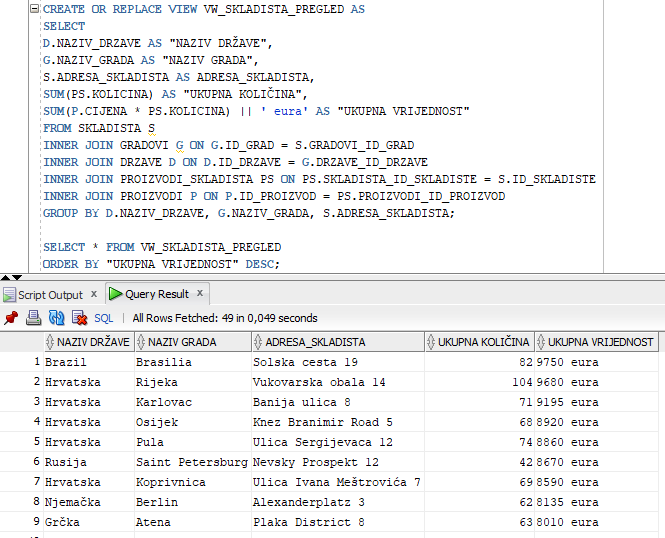 CREATE OR REPLACE VIEW VW_SKLADISTA_PREGLED AS
SELECT
D.NAZIV_DRZAVE AS "NAZIV DRŽAVE",
G.NAZIV_GRADA AS "NAZIV GRADA",
S.ADRESA_SKLADISTA AS ADRESA_SKLADISTA,
SUM(PS.KOLICINA) AS "UKUPNA KOLIČINA",
SUM(P.CIJENA * PS.KOLICINA) || ' eura' AS "UKUPNA VRIJEDNOST"
FROM SKLADISTA S
INNER JOIN GRADOVI G ON G.ID_GRAD = S.GRADOVI_ID_GRAD
INNER JOIN DRZAVE D ON D.ID_DRZAVE = G.DRZAVE_ID_DRZAVE
INNER JOIN PROIZVODI_SKLADISTA PS ON PS.SKLADISTA_ID_SKLADISTE = S.ID_SKLADISTE
INNER JOIN PROIZVODI P ON P.ID_PROIZVOD = PS.PROIZVODI_ID_PROIZVOD
GROUP BY D.NAZIV_DRZAVE, G.NAZIV_GRADA, S.ADRESA_SKLADISTA;
SELECT * FROM VW_SKLADISTA_PREGLED
ORDER BY "UKUPNA VRIJEDNOST" DESC;
Script Output x Query Result x
SQL | All Rows Fetched: 49 in 0,049 seconds
NAZIV DRŽAVE NAZIV GRADA ADRESA_SKLADISTA UKUPNA KOLIČINA UKUPNA VRIJEDNOST
1 Brazil Brasilia Solska cesta 19 82 9750 eura
2 Hrvatska Rijeka Vukovarska obala 14 104 9680 eura
3 Hrvatska Karlovac Banija ulica 8 71 9195 eura
4 Hrvatska Osijek Knez Branimir Road 5 68 8920 eura
5 Hrvatska Pula Ulica Sergijevaca 12 74 8860 eura
6 Rusija Saint Petersburg Nevsky Prospekt 12 42 8670 eura
7 Hrvatska Koprivnica Ulica Ivana Meštrovića 7 69 8590 eura
8 Njemačka Berlin Alexanderplatz 3 62 8135 eura
9 Grčka Atena Plaka District 8 63 8010 eura